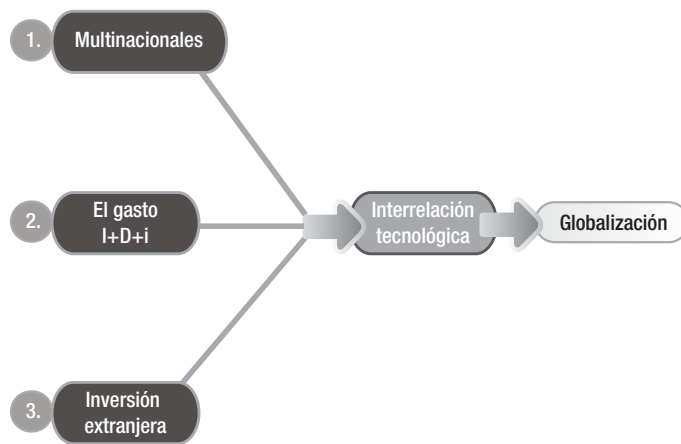 1. Multinacionales
2. El gasto
I+D+i
Interrelación
tecnológica
Globalización
3. Inversión
extranjera